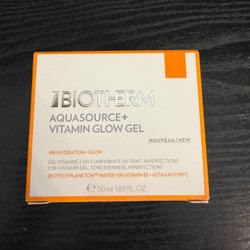 BIOTHERM
AQUASOURCE+
VITAMIN GLOW GEL
NOUVEAU/NEW
48H HYDRATION + GLOW
GEL VITAMINÉ 2-EN-1 UNIFORMITÉ DU TEINT, IMPERFECTIONS
2-IN-1 VITAMIN GEL, TONE EVENNESS, IMPERFECTIONS
[BIOTECH PLANKTON™ WATER + 5% VITAMIN B3 + ASTAXANTHIN*]
50 ml 1.69 FL. OZ